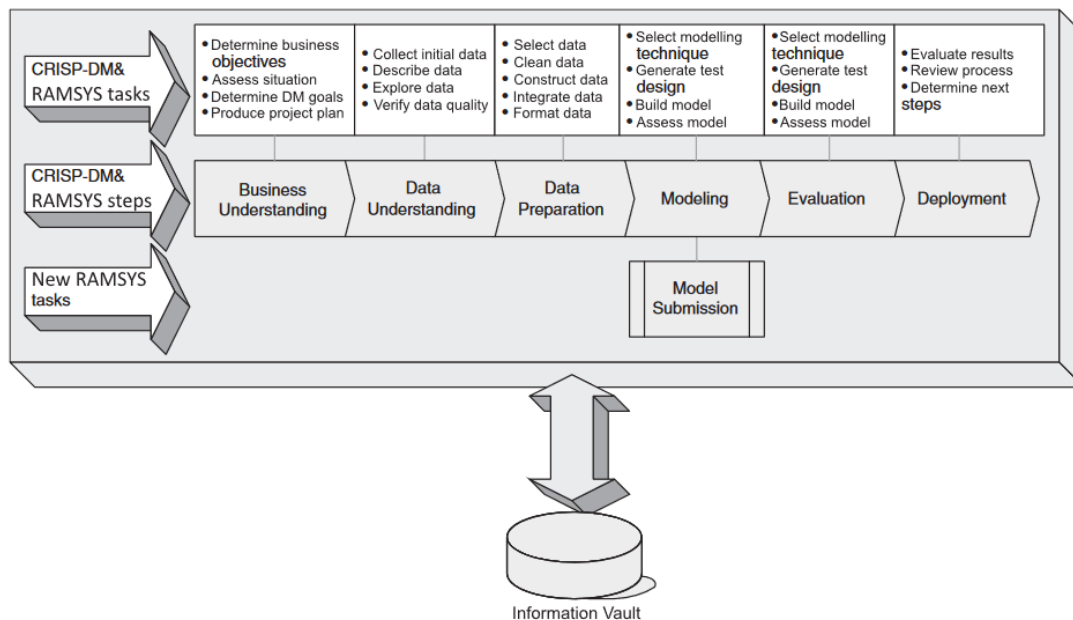 CRISP-DM&
RAMSYS tasks
• Determine business
objectives
• Assess situation
• Determine DM goals
• Produce project plan
• Collect initial data
• Describe data
• Explore data
• Verify data quality
• Select data
• Clean data
• Construct data
• Integrate data
• Format data
• Select modelling
technique
• Generate test
design
• Build model
• Assess model
• Select modelling
technique
• Generate test
design
• Build model
• Assess model
• Evaluate results
• Review process
• Determine next
steps
CRISP-DM&
RAMSYS steps
Business
Understanding
Data
Understanding
Data
Preparation
Modeling
Evaluation
Deployment
New RAMSYS
tasks
Model
Submission
Information Vault